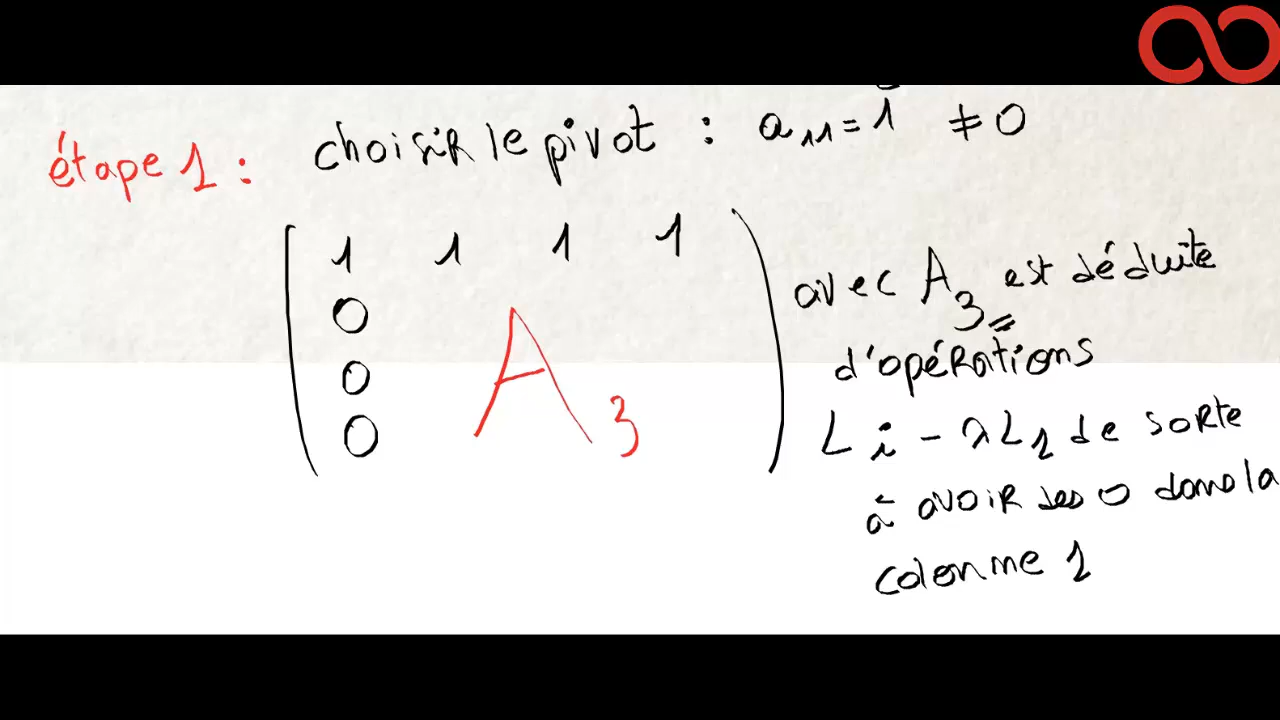 étape 1 : choisir le pivot : a₁₁ = 1 ≠ 0
1 1 1 1
0
0
0
A₃
avec A₃ est déduite
d'opérations
Li - λL1 de sorte
à avoir des 0 dans la
colonne 1